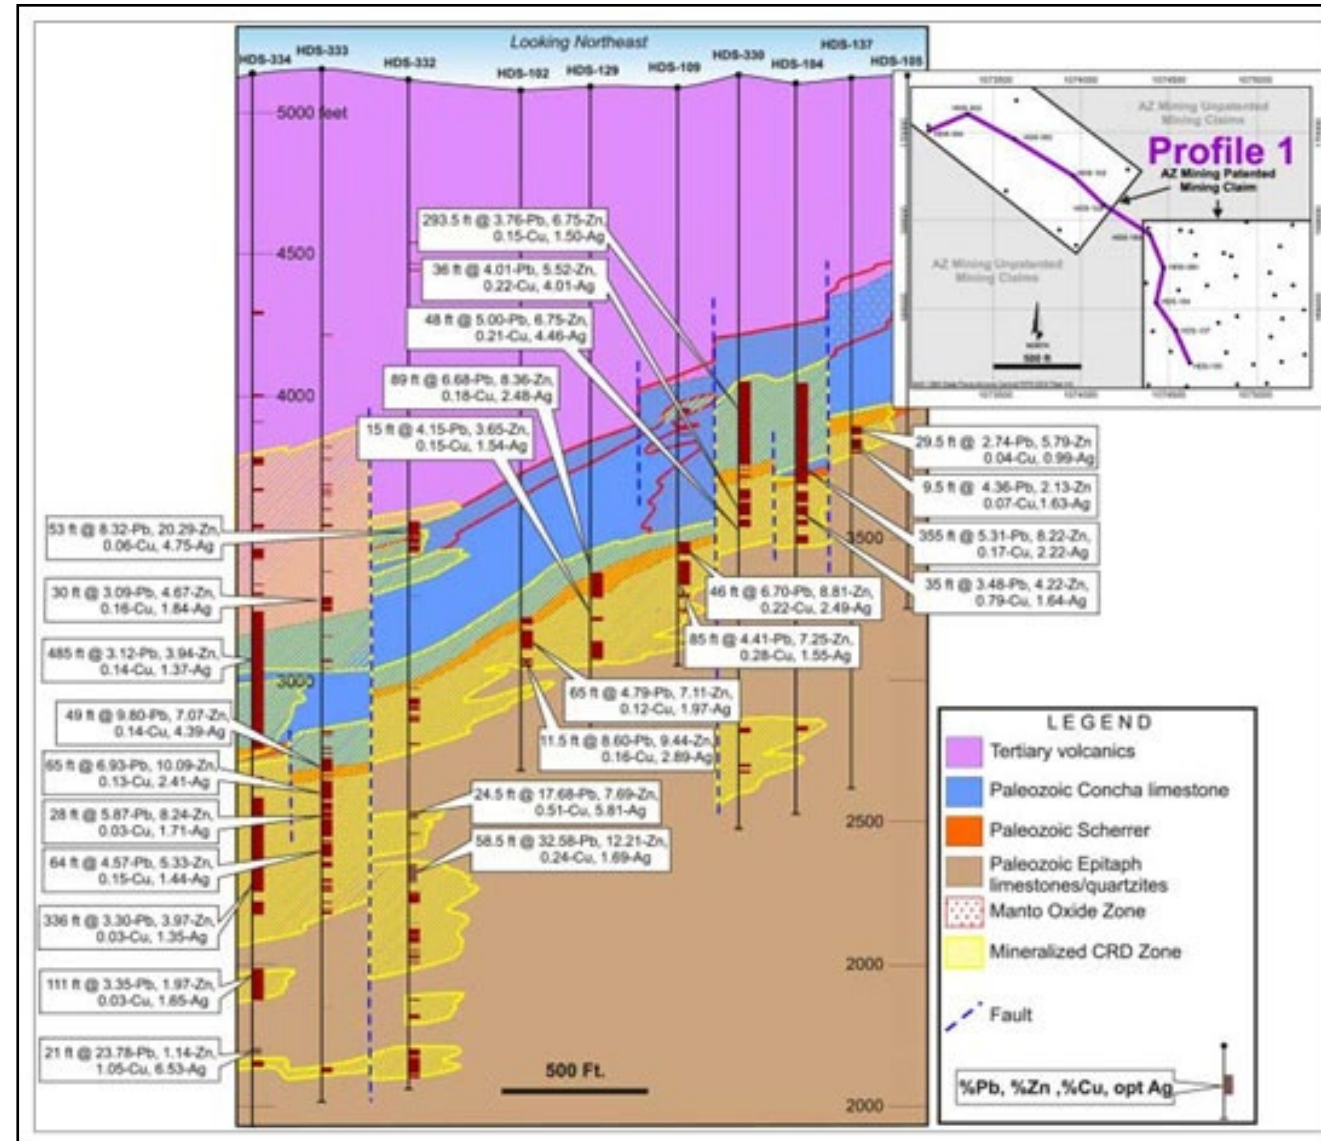 Looking Northeast
HDS-334
HDS-333
HDS-332
HDS-102
HDS-129
HDS-109
HDS-330
HDS-104
HDS-137
HDS-105
5000 feet
4500
4000
3500
3000
2500
2000
2000
293.5 ft @ 3.76-Pb, 6.75-Zn,
0.15-Cu, 1.50-Ag
36 ft @ 4.01-Pb, 5.52-Zn,
0.22-Cu, 4.01-Ag
48 ft @ 5.00-Pb, 6.75-Zn,
0.21-Cu, 4.46-Ag
89 ft @ 6.68-Pb, 8.36-Zn,
0.18-Cu, 2.48-Ag
15 ft @ 4.15-Pb, 3.65-Zn,
0.15-Cu, 1.54-Ag
53 ft @ 8.32-Pb, 20.29-Zn,
0.06-Cu, 4.75-Ag
30 ft @ 3.09-Pb, 4.67-Zn,
0.16-Cu, 1.84-Ag
485 ft @ 3.12-Pb, 3.94-Zn,
0.14-Cu, 1.37-Ag
49 ft @ 9.80-Pb, 7.07-Zn,
0.14-Cu, 4.39-Ag
65 ft @ 6.93-Pb, 10.09-Zn,
0.13-Cu, 2.41-Ag
28 ft @ 5.87-Pb, 8.24-Zn,
0.03-Cu, 1.71-Ag
64 ft @ 4.57-Pb, 5.33-Zn,
0.15-Cu, 1.44-Ag
336 ft @ 3.30-Pb, 3.97-Zn,
0.03-Cu, 1.35-Ag
111 ft @ 3.35-Pb, 1.97-Zn,
0.03-Cu, 1.65-Ag
21 ft @ 23.78-Pb, 1.14-Zn,
1.05-Cu, 6.53-Ag
29.5 ft @ 2.74-Pb, 5.79-Zn
0.04-Cu, 0.99-Ag
9.5 ft @ 4.36-Pb, 2.13-Zn
0.07-Cu, 1.63-Ag
355 ft @ 5.31-Pb, 8.22-Zn,
0.17-Cu, 2.22-Ag
35 ft @ 3.48-Pb, 4.22-Zn,
0.79-Cu, 1.64-Ag
46 ft @ 6.70-Pb, 8.81-Zn,
0.22-Cu, 2.49-Ag
85 ft @ 4.41-Pb, 7.25-Zn,
0.28-Cu, 1.55-Ag
65 ft @ 4.79-Pb, 7.11-Zn,
0.12-Cu, 1.97-Ag
11.5 ft @ 8.60-Pb, 9.44-Zn,
0.16-Cu, 2.89-Ag
24.5 ft @ 17.68-Pb, 7.69-Zn,
0.51-Cu, 5.81-Ag
58.5 ft @ 32.58-Pb, 12.21-Zn,
0.24-Cu, 1.69-Ag
500 Ft.
1073500
1074000
1074500
1075000
AZ Mining Unpatented
Mining Claims
Profile 1
AZ Mining Patented
Mining Claim
AZ Mining Unpatented
Mining Claims
NORTH
500 ft
1073500
1074000
1074500
1075000
LEGEND
Tertiary volcanics
Paleozoic Concha limestone
Paleozoic Scherrer
Paleozoic Epitaph
limestones/quartzites
Manto Oxide Zone
Mineralized CRD Zone
Fault
%Pb, %Zn ,%Cu, opt Ag